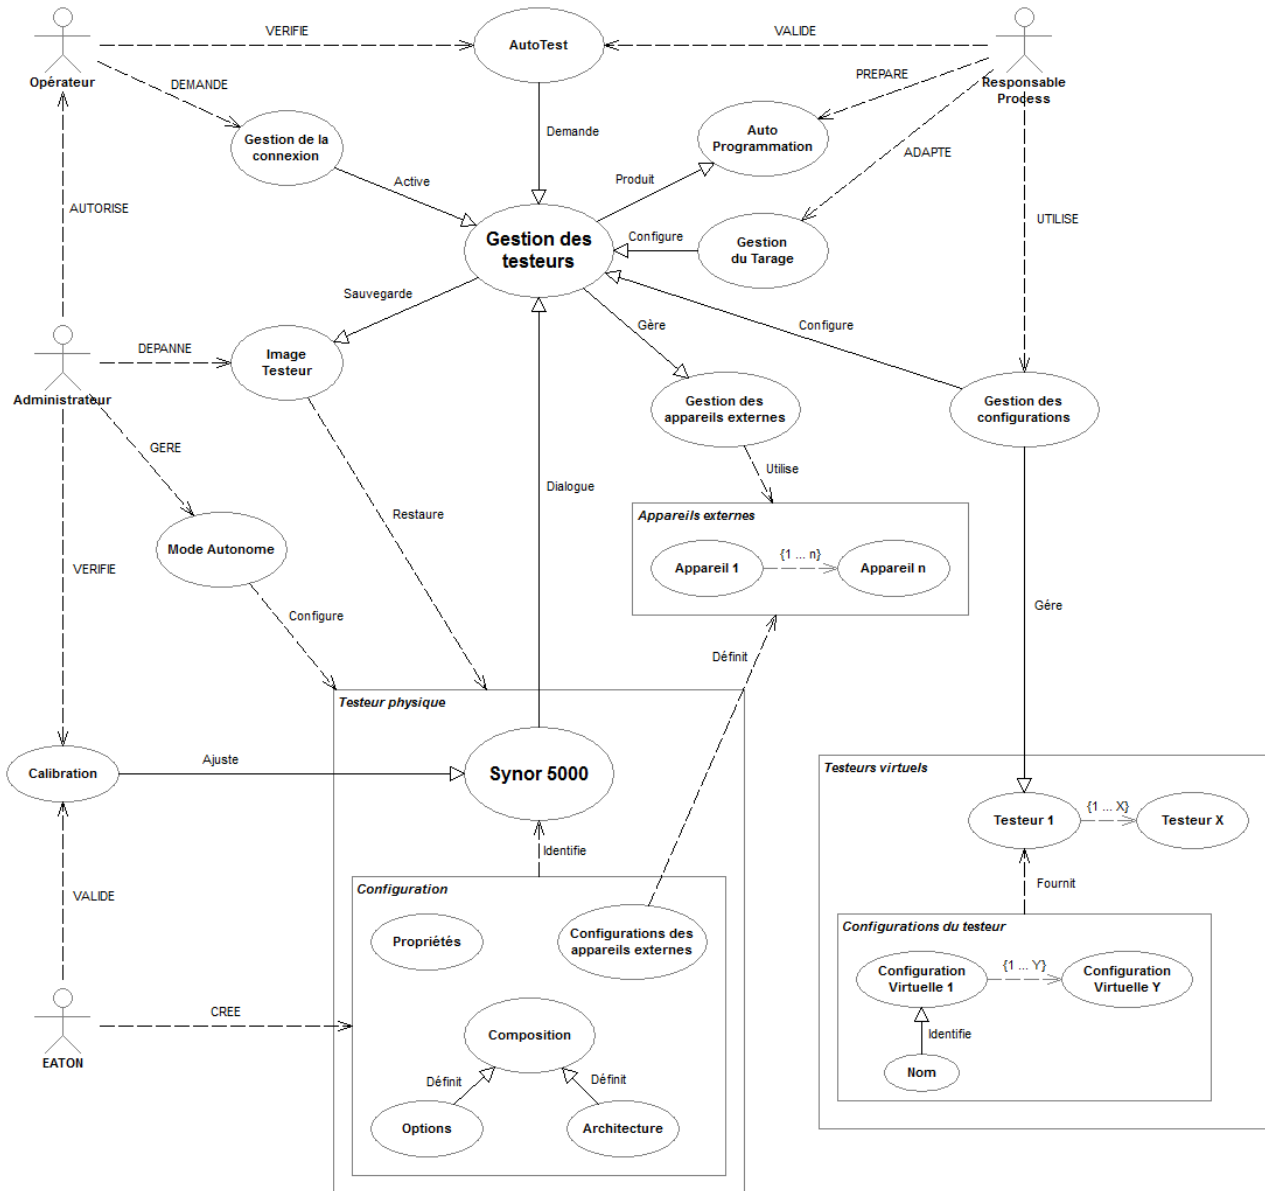 VERIFIE
VALIDE
AutoTest
Opérateur
Responsable
Process
DEMANDE
PREPARE
Gestion de la
connexion
Demande
Auto
Programmation
ADAPTE
Active
Produit
AUTORISE
UTILISE
Gestion des
testeurs
Configure
Gestion
du Tarage
Sauvegarde
Gère
Configure
DEPANNE
Image
Testeur
Administrateur
Gestion des
appareils externes
Gestion des
configurations
GERE
Utilise
Dialogue
Restaure
Appareils externes
Mode Autonome
{1 ... n}
Appareil 1
Appareil n
VERIFIE
Configure
Gére
Définit
Testeur physique
Calibration
Ajuste
Synor 5000
Testeurs virtuels
Testeur 1
{1 ... X}
Testeur X
Identifie
Fournit
VALIDE
Configuration
Propriétés
Configurations des
appareils externes
Configurations du testeur
Configuration
Virtuelle 1
{1 ... Y}
Configuration
Virtuelle Y
CREE
EATON
Composition
Identifie
Nom
Définit
Définit
Options
Architecture